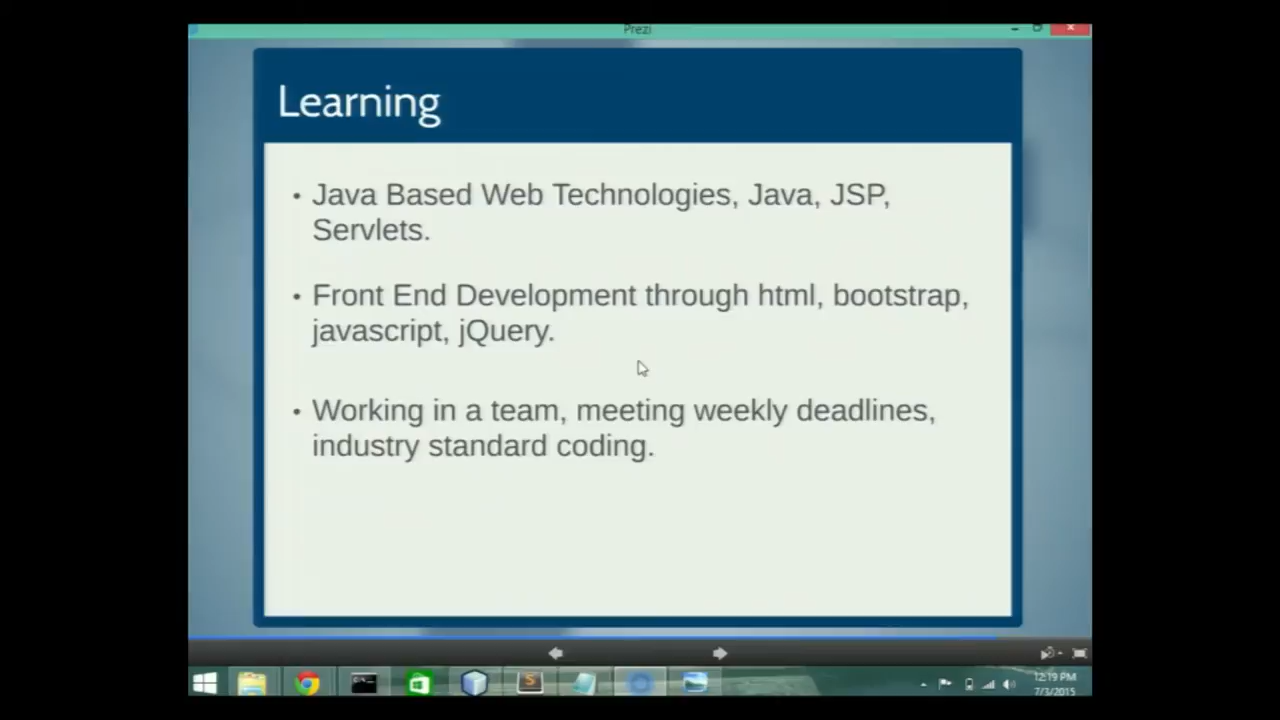 Prezi
Learning
• Java Based Web Technologies, Java, JSP,
Servlets.
• Front End Development through html, bootstrap,
javascript, jQuery.
• Working in a team, meeting weekly deadlines,
industry standard coding.
12:19 PM
7/3/2015